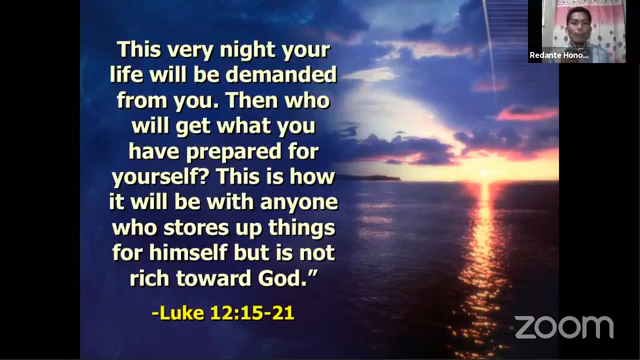 This very night your
life will be demanded
from you. Then who
will get what you
have prepared for
yourself? This is how
it will be with anyone
who stores up things
for himself but is not
rich toward God.”
-Luke 12:15-21
Redante Hono...
zoom